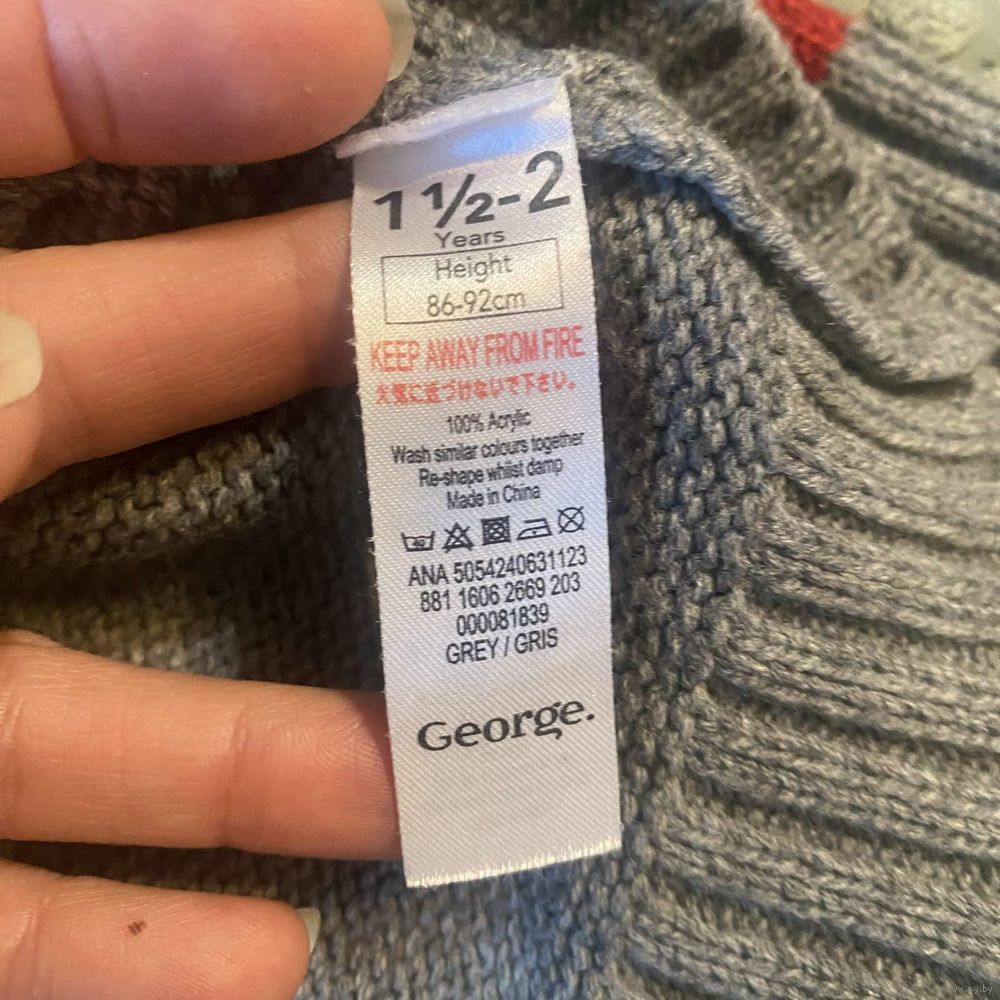 1 ½-2
Years
Height
86-92cm
KEEP AWAY FROM FIRE
火気に近づけないで下さい。
100% Acrylic
Wash similar colours together
Re-shape whilst damp
Made in China
ANA 5054240631123
881 1606 2669 203
000081839
GREY / GRIS
George.